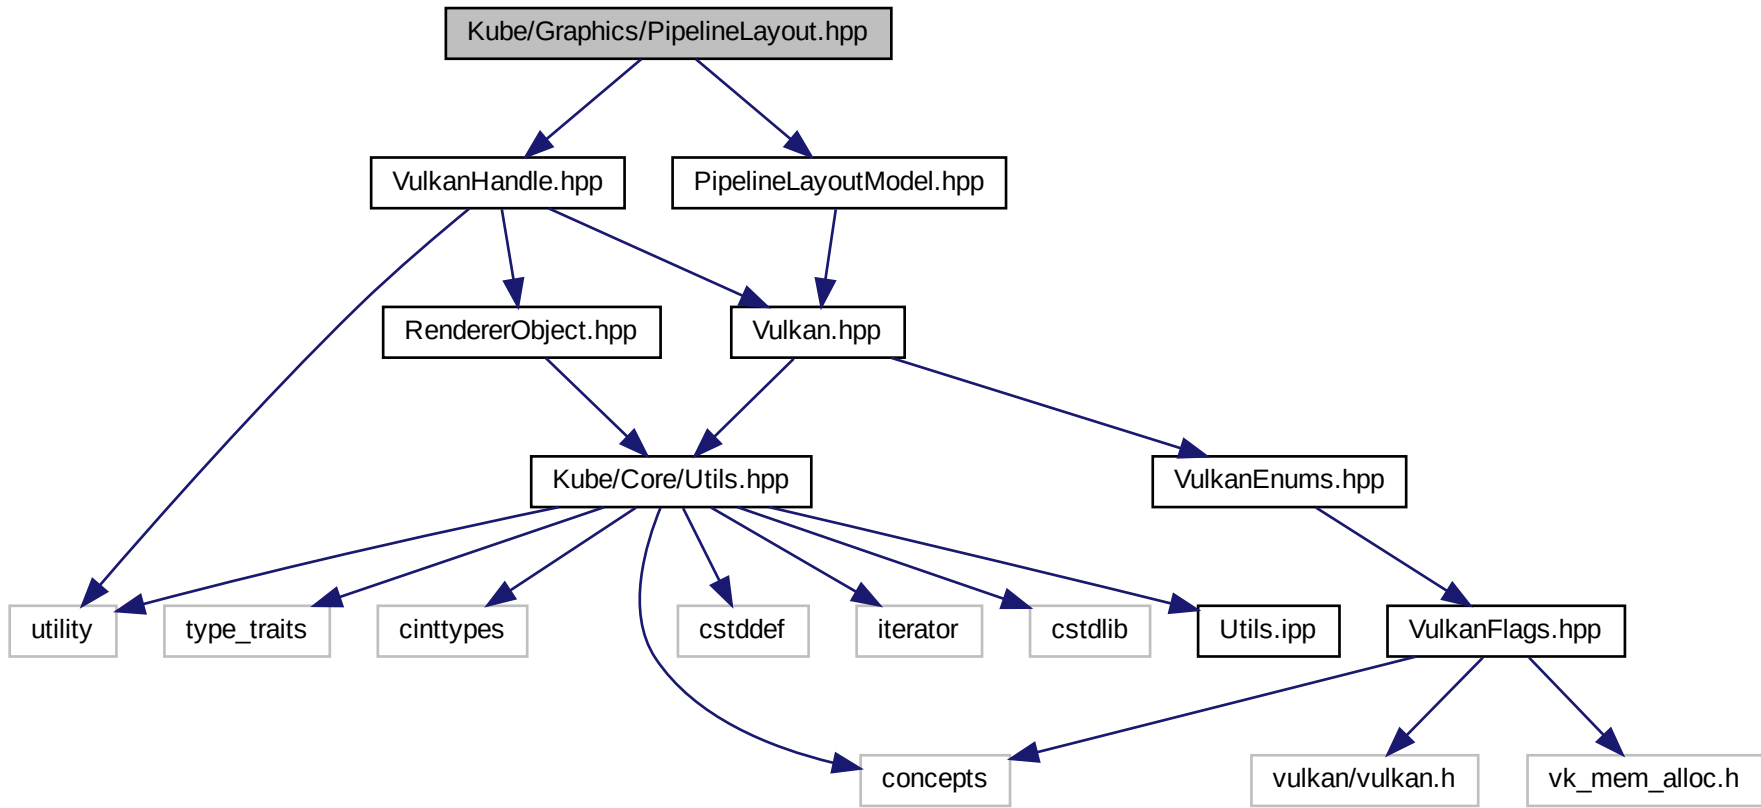 Kube/Graphics/PipelineLayout.hpp
VulkanHandle.hpp
PipelineLayoutModel.hpp
RendererObject.hpp
Vulkan.hpp
Kube/Core/Utils.hpp
VulkanEnums.hpp
utility
type_traits
cinttypes
cstddef
iterator
cstdlib
Utils.ipp
VulkanFlags.hpp
concepts
vulkan/vulkan.h
vk_mem_alloc.h